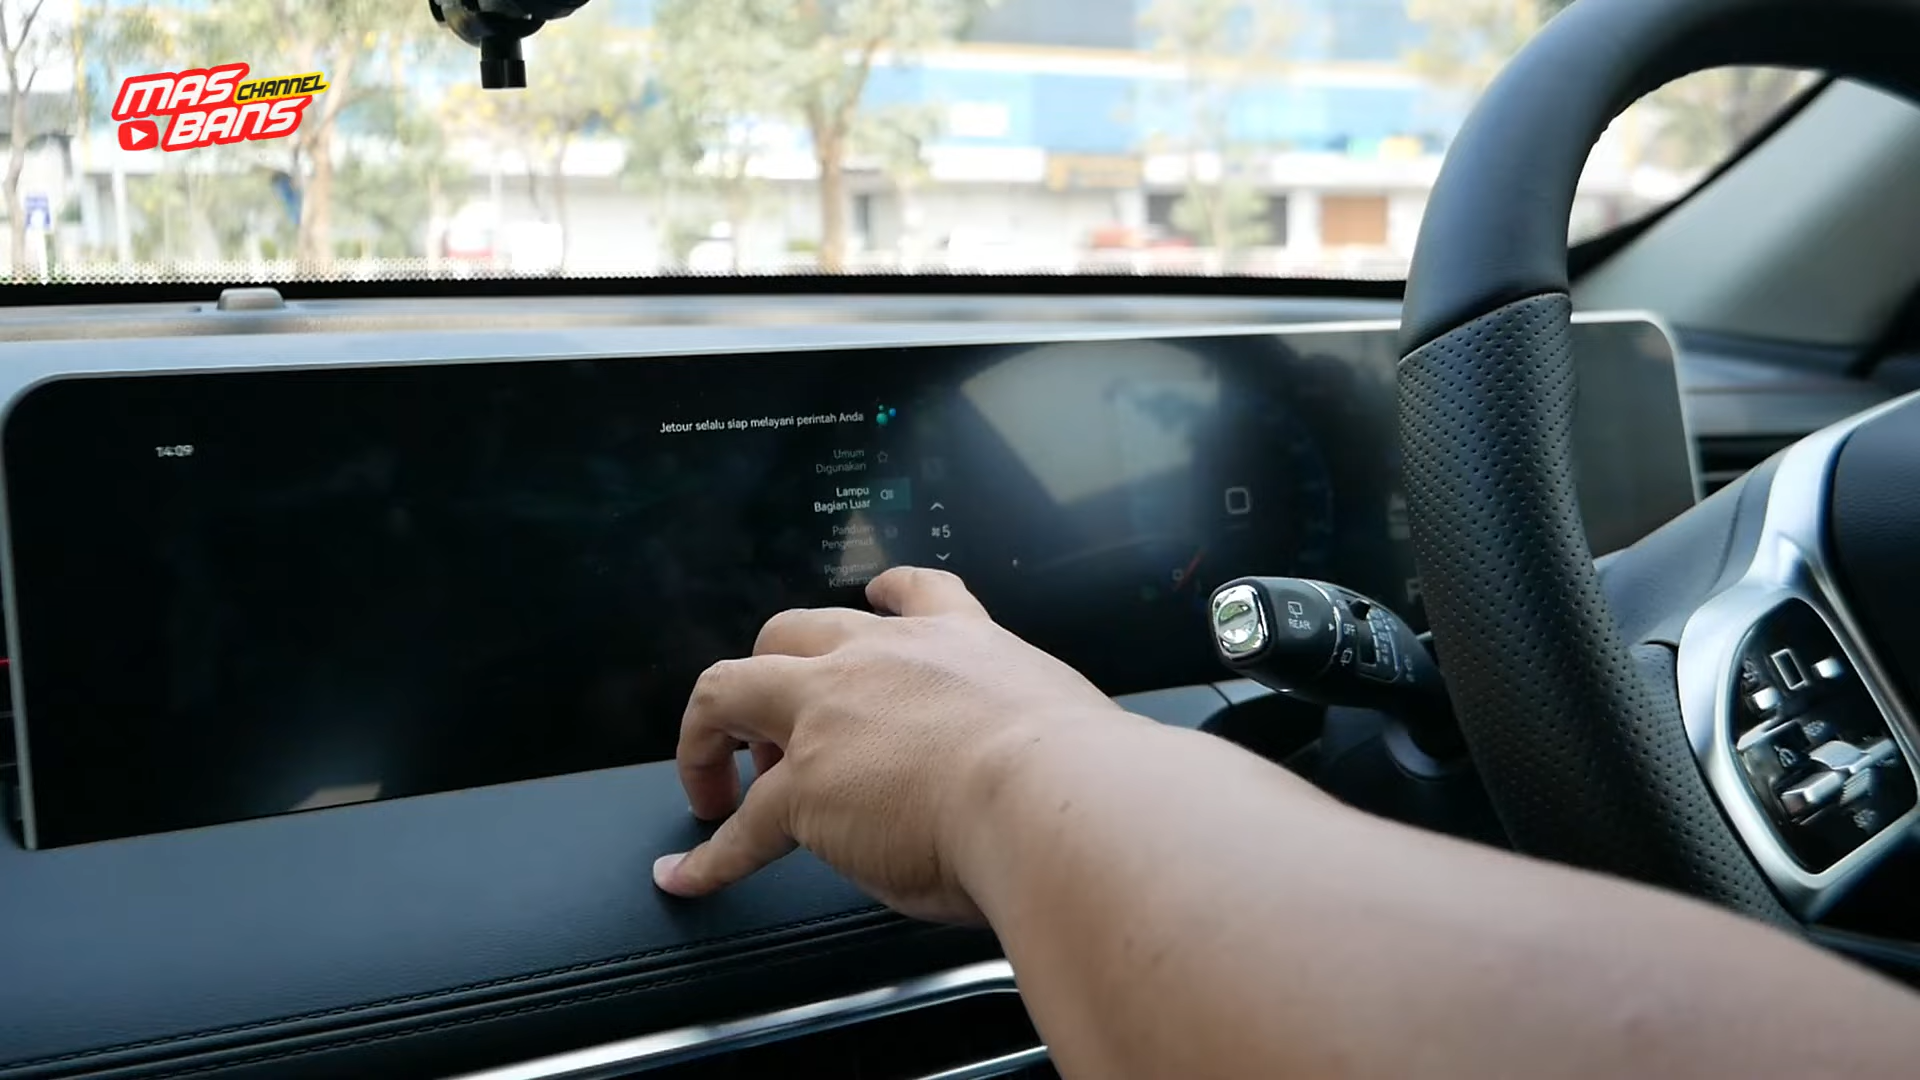 MAS CHANNEL
BANS
14:09
Jetour selalu siap melayani perintah Anda
Umum
Digunakan
Lampu
Bagian Luar
Panduan
Pengemudi
5
REAR